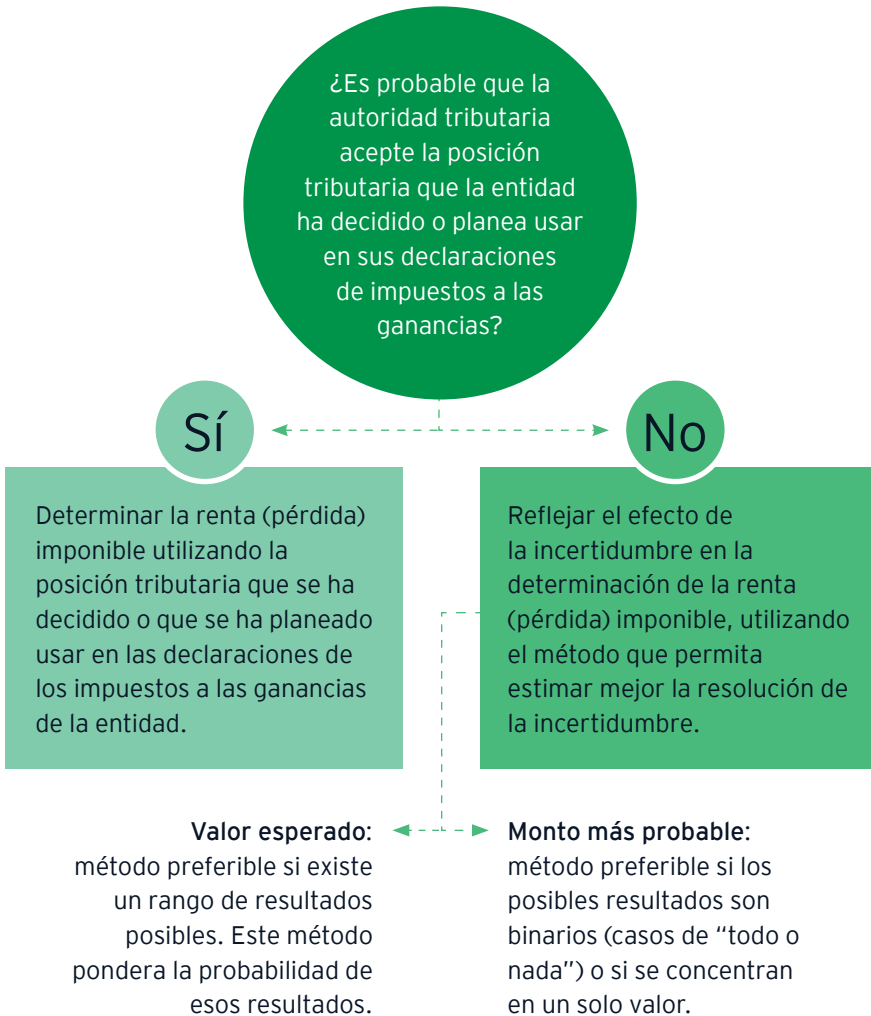 ¿Es probable que la
autoridad tributaria
acepte la posición
tributaria que la entidad
ha decidido o planea usar
en sus declaraciones
de impuestos a las
ganancias?
Sí
No
Determinar la renta (pérdida)
imponible utilizando la
posición tributaria que se ha
decidido o que se ha planeado
usar en las declaraciones de
los impuestos a las ganancias
de la entidad.
Reflejar el efecto de
la incertidumbre en la
determinación de la renta
(pérdida) imponible, utilizando
el método que permita
estimar mejor la resolución de
la incertidumbre.
Valor esperado:
método preferible si existe
un rango de resultados
posibles. Este método
pondera la probabilidad de
esos resultados.
Monto más probable:
método preferible si los
posibles resultados son
binarios (casos de “todo o
nada”) o si se concentran
en un solo valor.